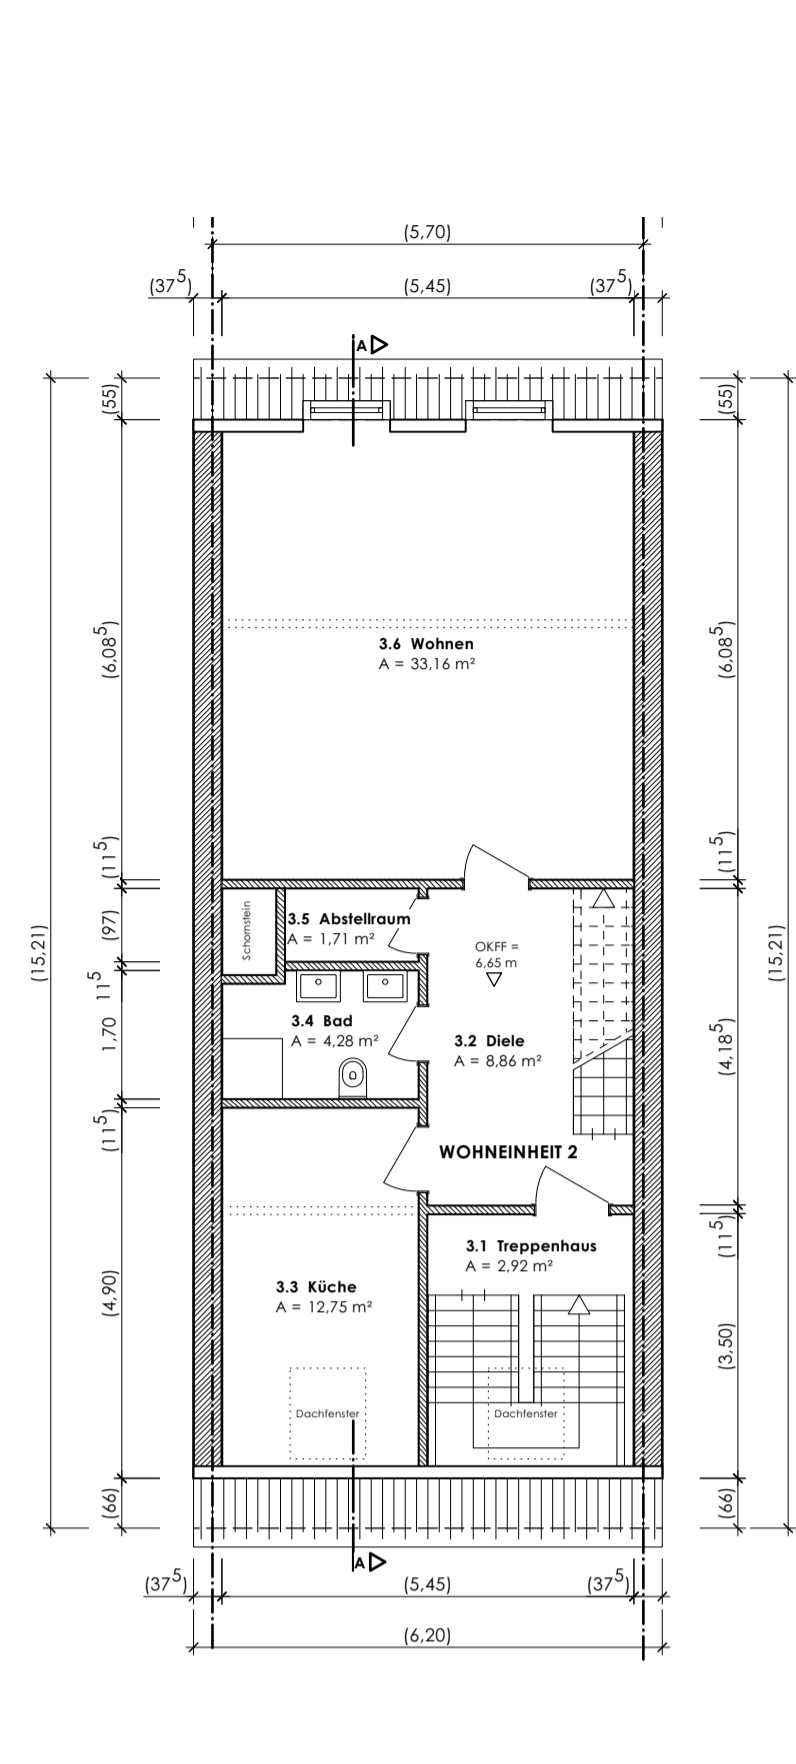 (5,70)
(37⁵) (5,45) (37⁵)
A
(55) (55)
(6,08⁵) (6,08⁵)
3.6 Wohnen
A = 33,16 m²
(11⁵) (11⁵)
(15,21) (15,21)
(97)
Schornstein
3.5 Abstellraum
A = 1,71 m²
OKFF =
6,65 m
11⁵
1,70
3.4 Bad
A = 4,28 m²
3.2 Diele
A = 8,86 m²
(4,18⁵)
(11⁵)
WOHNEINHEIT 2
(11⁵)
3.1 Treppenhaus
A = 2,92 m²
3.3 Küche
A = 12,75 m²
(4,90) (3,50)
Dachfenster Dachfenster
(66) (66)
A
(37⁵) (5,45) (37⁵)
(6,20)